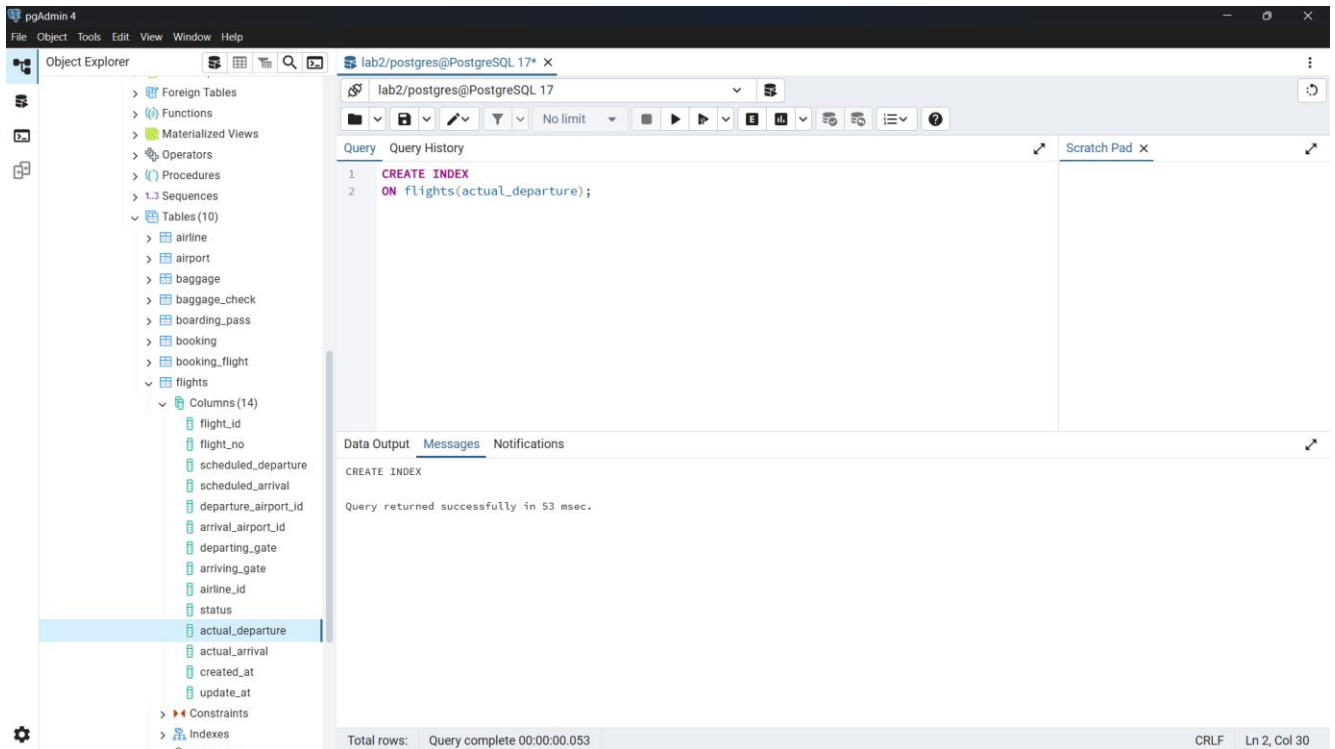 pgAdmin 4
File Object Tools Edit View Window Help
Object Explorer
Foreign Tables
Functions
Materialized Views
Operators
Procedures
1..3 Sequences
Tables (10)
airline
airport
baggage
baggage_check
boarding_pass
booking
booking_flight
flights
Columns (14)
flight_id
flight_no
scheduled_departure
scheduled_arrival
departure_airport_id
arrival_airport_id
departing_gate
arriving_gate
airline_id
status
actual_departure
actual_arrival
created_at
update_at
Constraints
Indexes
lab2/postgres@PostgreSQL 17*
lab2/postgres@PostgreSQL 17
No limit
E
Query Query History
Scratch Pad
1 CREATE INDEX
2 ON flights(actual_departure);
Data Output Messages Notifications
CREATE INDEX
Query returned successfully in 53 msec.
Total rows: Query complete 00:00:00.053
CRLF Ln 2, Col 30